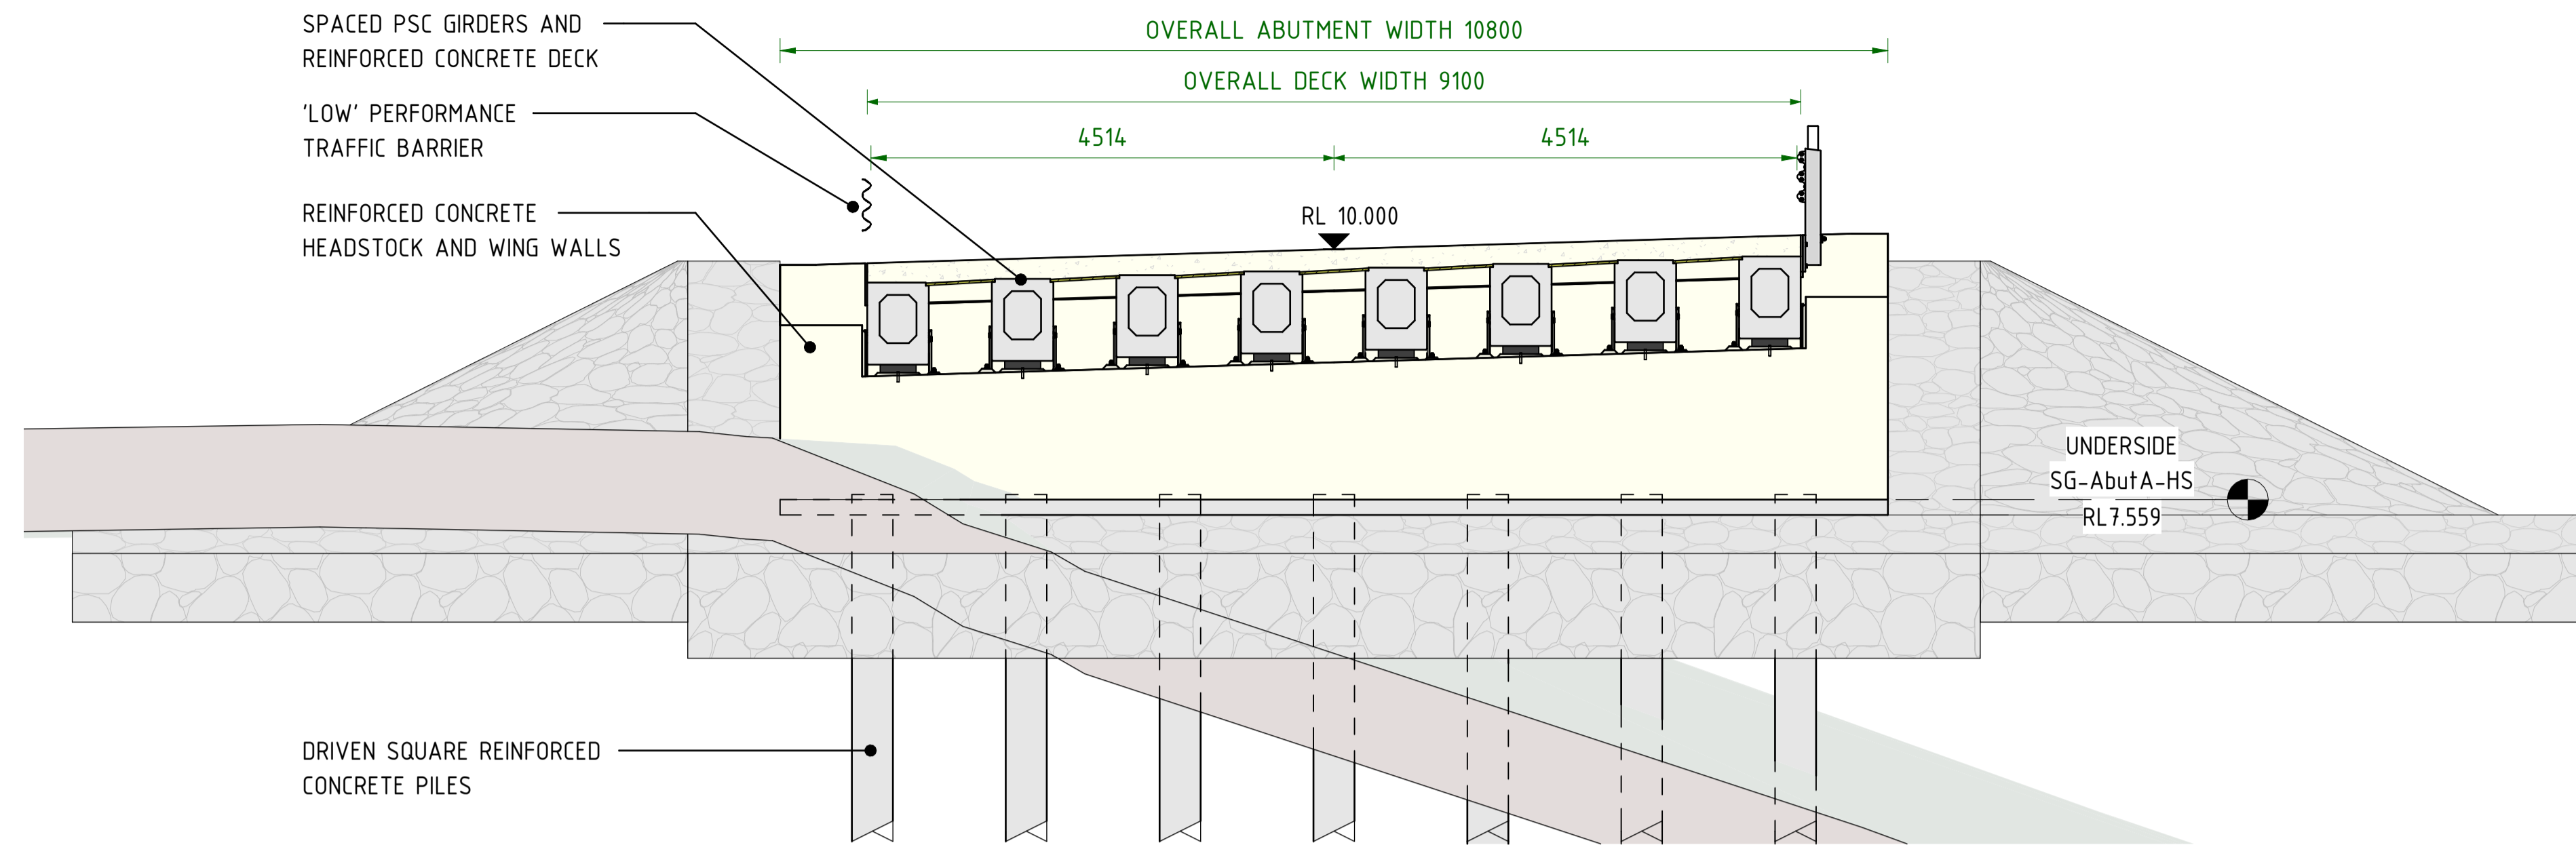 SPACED PSC GIRDERS AND
REINFORCED CONCRETE DECK
'LOW' PERFORMANCE
TRAFFIC BARRIER
REINFORCED CONCRETE
HEADSTOCK AND WING WALLS
OVERALL ABUTMENT WIDTH 10800
OVERALL DECK WIDTH 9100
4514
4514
RL 10.000
UNDERSIDE
SG-AbutA-HS
RL7.559
DRIVEN SQUARE REINFORCED
CONCRETE PILES